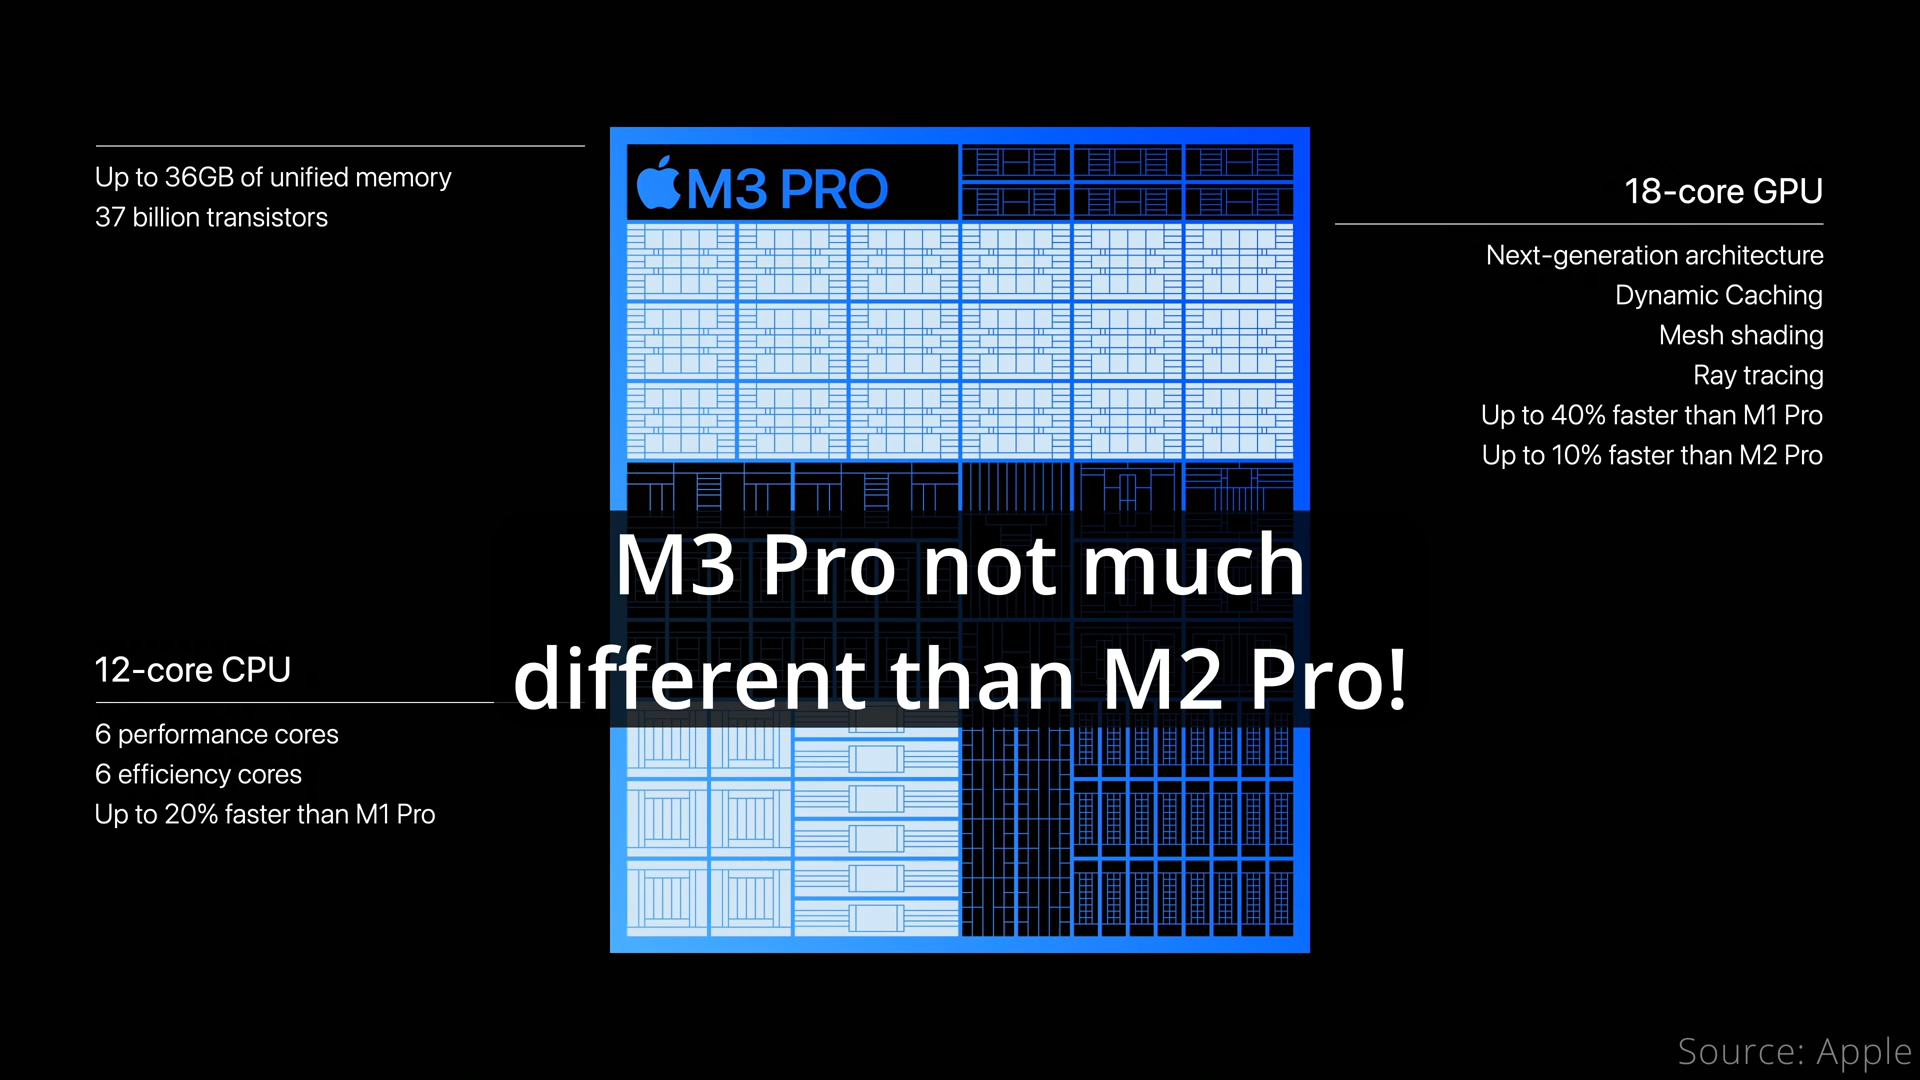 Up to 36GB of unified memory
37 billion transistors
M3 PRO
18-core GPU
Next-generation architecture
Dynamic Caching
Mesh shading
Ray tracing
Up to 40% faster than M1 Pro
Up to 10% faster than M2 Pro
M3 Pro not much
different than M2 Pro!
12-core CPU
6 performance cores
6 efficiency cores
Up to 20% faster than M1 Pro
Source: Apple